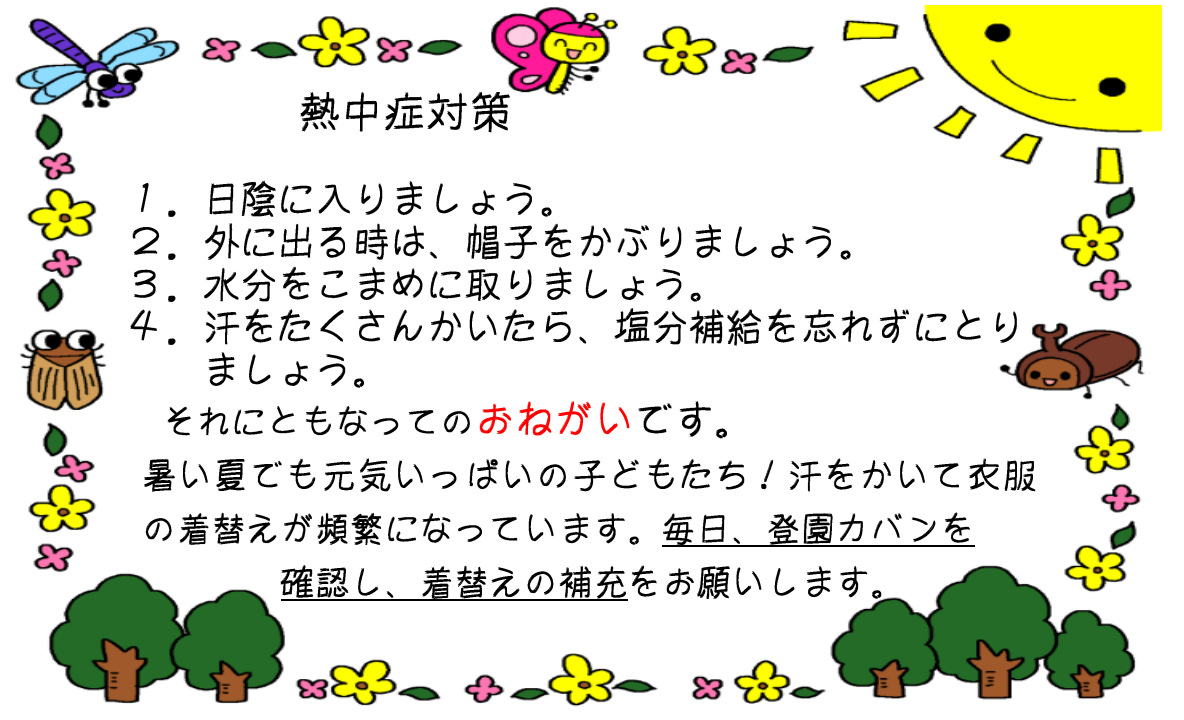 熱中症対策
１．日陰に入りましょう。
２．外に出る時は、帽子をかぶりましょう。
３．水分をこまめに取りましょう。
４．汗をたくさんかいたら、塩分補給を忘れずにとり
ましょう。
それにともなってのおねがいです。
暑い夏でも元気いっぱいの子どもたち！汗をかいて衣服
の着替えが頻繁になっています。毎日、登園カバンを
確認し、着替えの補充をお願いします。